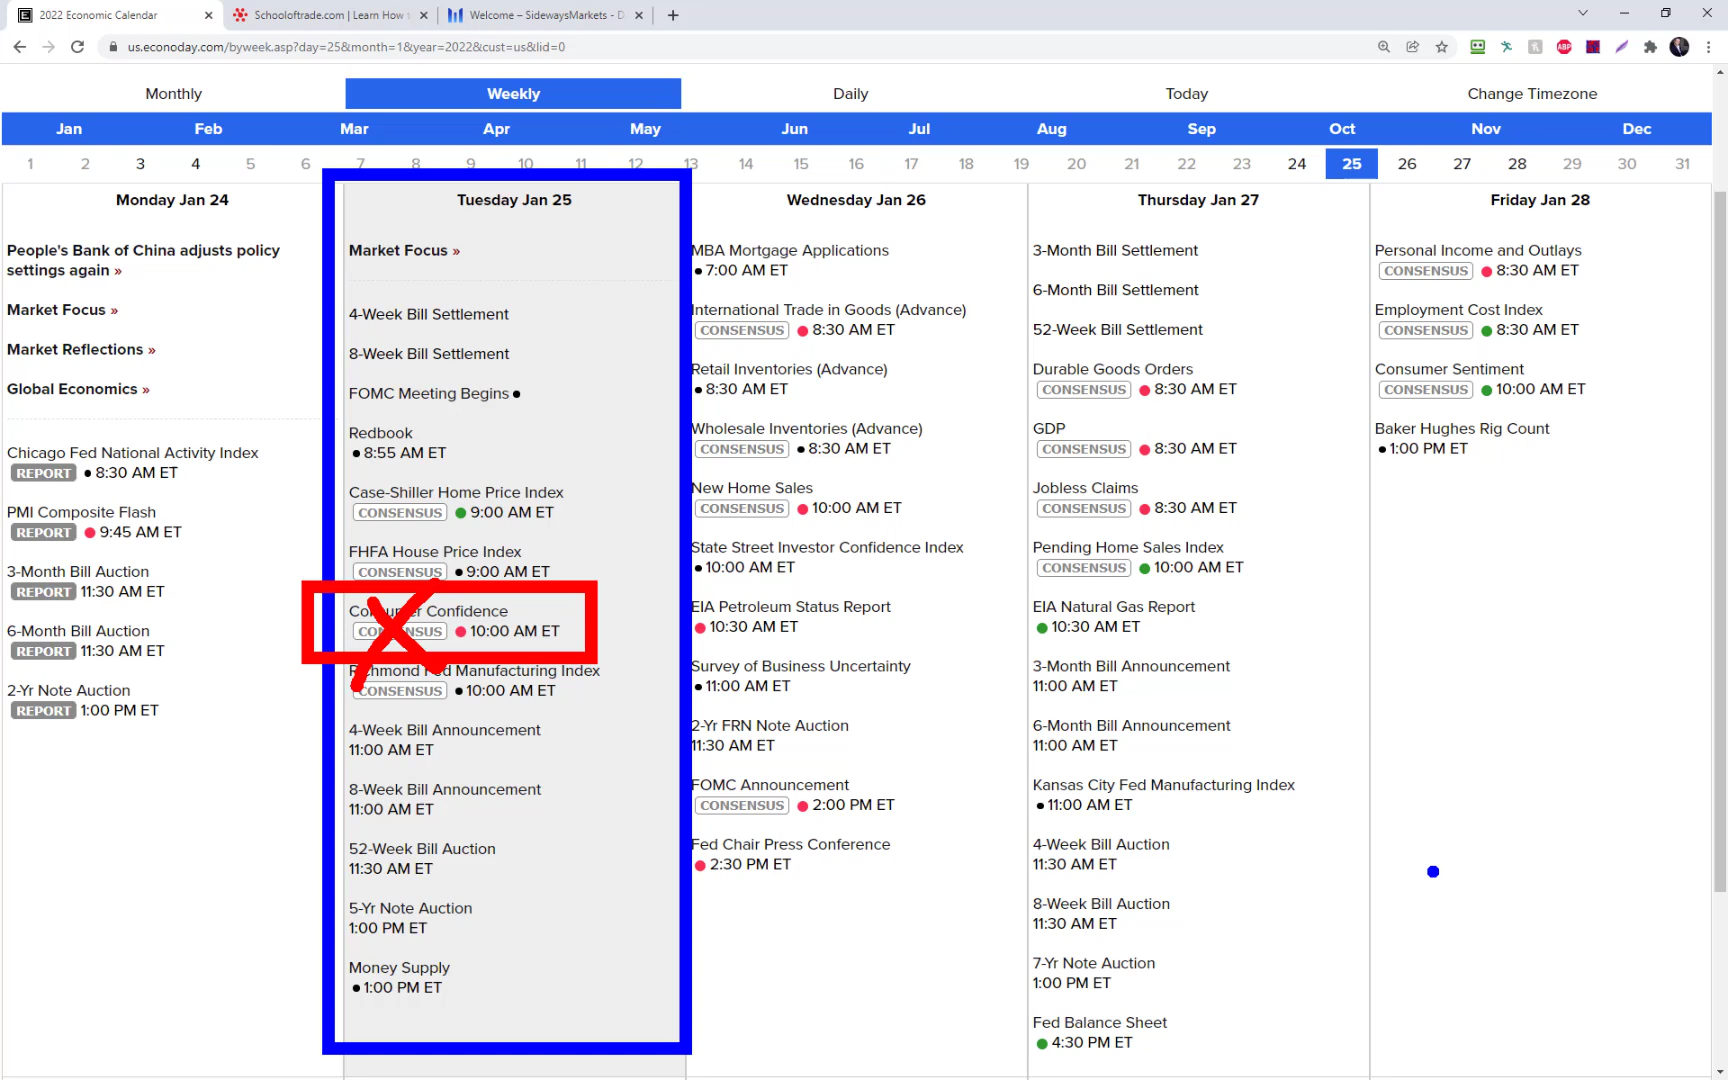 2022 Economic Calendar
Schooloftrade.com | Learn How
Welcome – SidewaysMarkets - D
us.econoday.com/byweek.asp?day=25&month=1&year=2022&cust=us&lid=0
ABP
Monthly Weekly Daily Today Change Timezone
Jan Feb Mar Apr May Jun Jul Aug Sep Oct Nov Dec
1 2 3 4 5 6 7 8 9 10 11 12 13 14 15 16 17 18 19 20 21 22 23 24 25 26 27 28 29 30 31
Monday Jan 24
People's Bank of China adjusts policy
settings again »
Market Focus »
Market Reflections »
Global Economics »
Chicago Fed National Activity Index
REPORT 8:30 AM ET
PMI Composite Flash
REPORT 9:45 AM ET
3-Month Bill Auction
REPORT 11:30 AM ET
6-Month Bill Auction
REPORT 11:30 AM ET
2-Yr Note Auction
REPORT 1:00 PM ET
Tuesday Jan 25
Market Focus »
4-Week Bill Settlement
8-Week Bill Settlement
FOMC Meeting Begins
Redbook
8:55 AM ET
Case-Shiller Home Price Index
CONSENSUS 9:00 AM ET
FHFA House Price Index
CONSENSUS 9:00 AM ET
Consumer Confidence
CONSENSUS 10:00 AM ET
Richmond Fed Manufacturing Index
CONSENSUS 10:00 AM ET
4-Week Bill Announcement
11:00 AM ET
8-Week Bill Announcement
11:00 AM ET
52-Week Bill Auction
11:30 AM ET
5-Yr Note Auction
1:00 PM ET
Money Supply
1:00 PM ET
Wednesday Jan 26
MBA Mortgage Applications
7:00 AM ET
International Trade in Goods (Advance)
CONSENSUS 8:30 AM ET
Retail Inventories (Advance)
8:30 AM ET
Wholesale Inventories (Advance)
CONSENSUS 8:30 AM ET
New Home Sales
CONSENSUS 10:00 AM ET
State Street Investor Confidence Index
10:00 AM ET
EIA Petroleum Status Report
10:30 AM ET
Survey of Business Uncertainty
11:00 AM ET
2-Yr FRN Note Auction
11:30 AM ET
FOMC Announcement
CONSENSUS 2:00 PM ET
Fed Chair Press Conference
2:30 PM ET
Thursday Jan 27
3-Month Bill Settlement
6-Month Bill Settlement
52-Week Bill Settlement
Durable Goods Orders
CONSENSUS 8:30 AM ET
GDP
CONSENSUS 8:30 AM ET
Jobless Claims
CONSENSUS 8:30 AM ET
Pending Home Sales Index
CONSENSUS 10:00 AM ET
EIA Natural Gas Report
10:30 AM ET
3-Month Bill Announcement
11:00 AM ET
6-Month Bill Announcement
11:00 AM ET
Kansas City Fed Manufacturing Index
11:00 AM ET
4-Week Bill Auction
11:30 AM ET
8-Week Bill Auction
11:30 AM ET
7-Yr Note Auction
1:00 PM ET
Fed Balance Sheet
4:30 PM ET
Friday Jan 28
Personal Income and Outlays
CONSENSUS 8:30 AM ET
Employment Cost Index
CONSENSUS 8:30 AM ET
Consumer Sentiment
CONSENSUS 10:00 AM ET
Baker Hughes Rig Count
1:00 PM ET